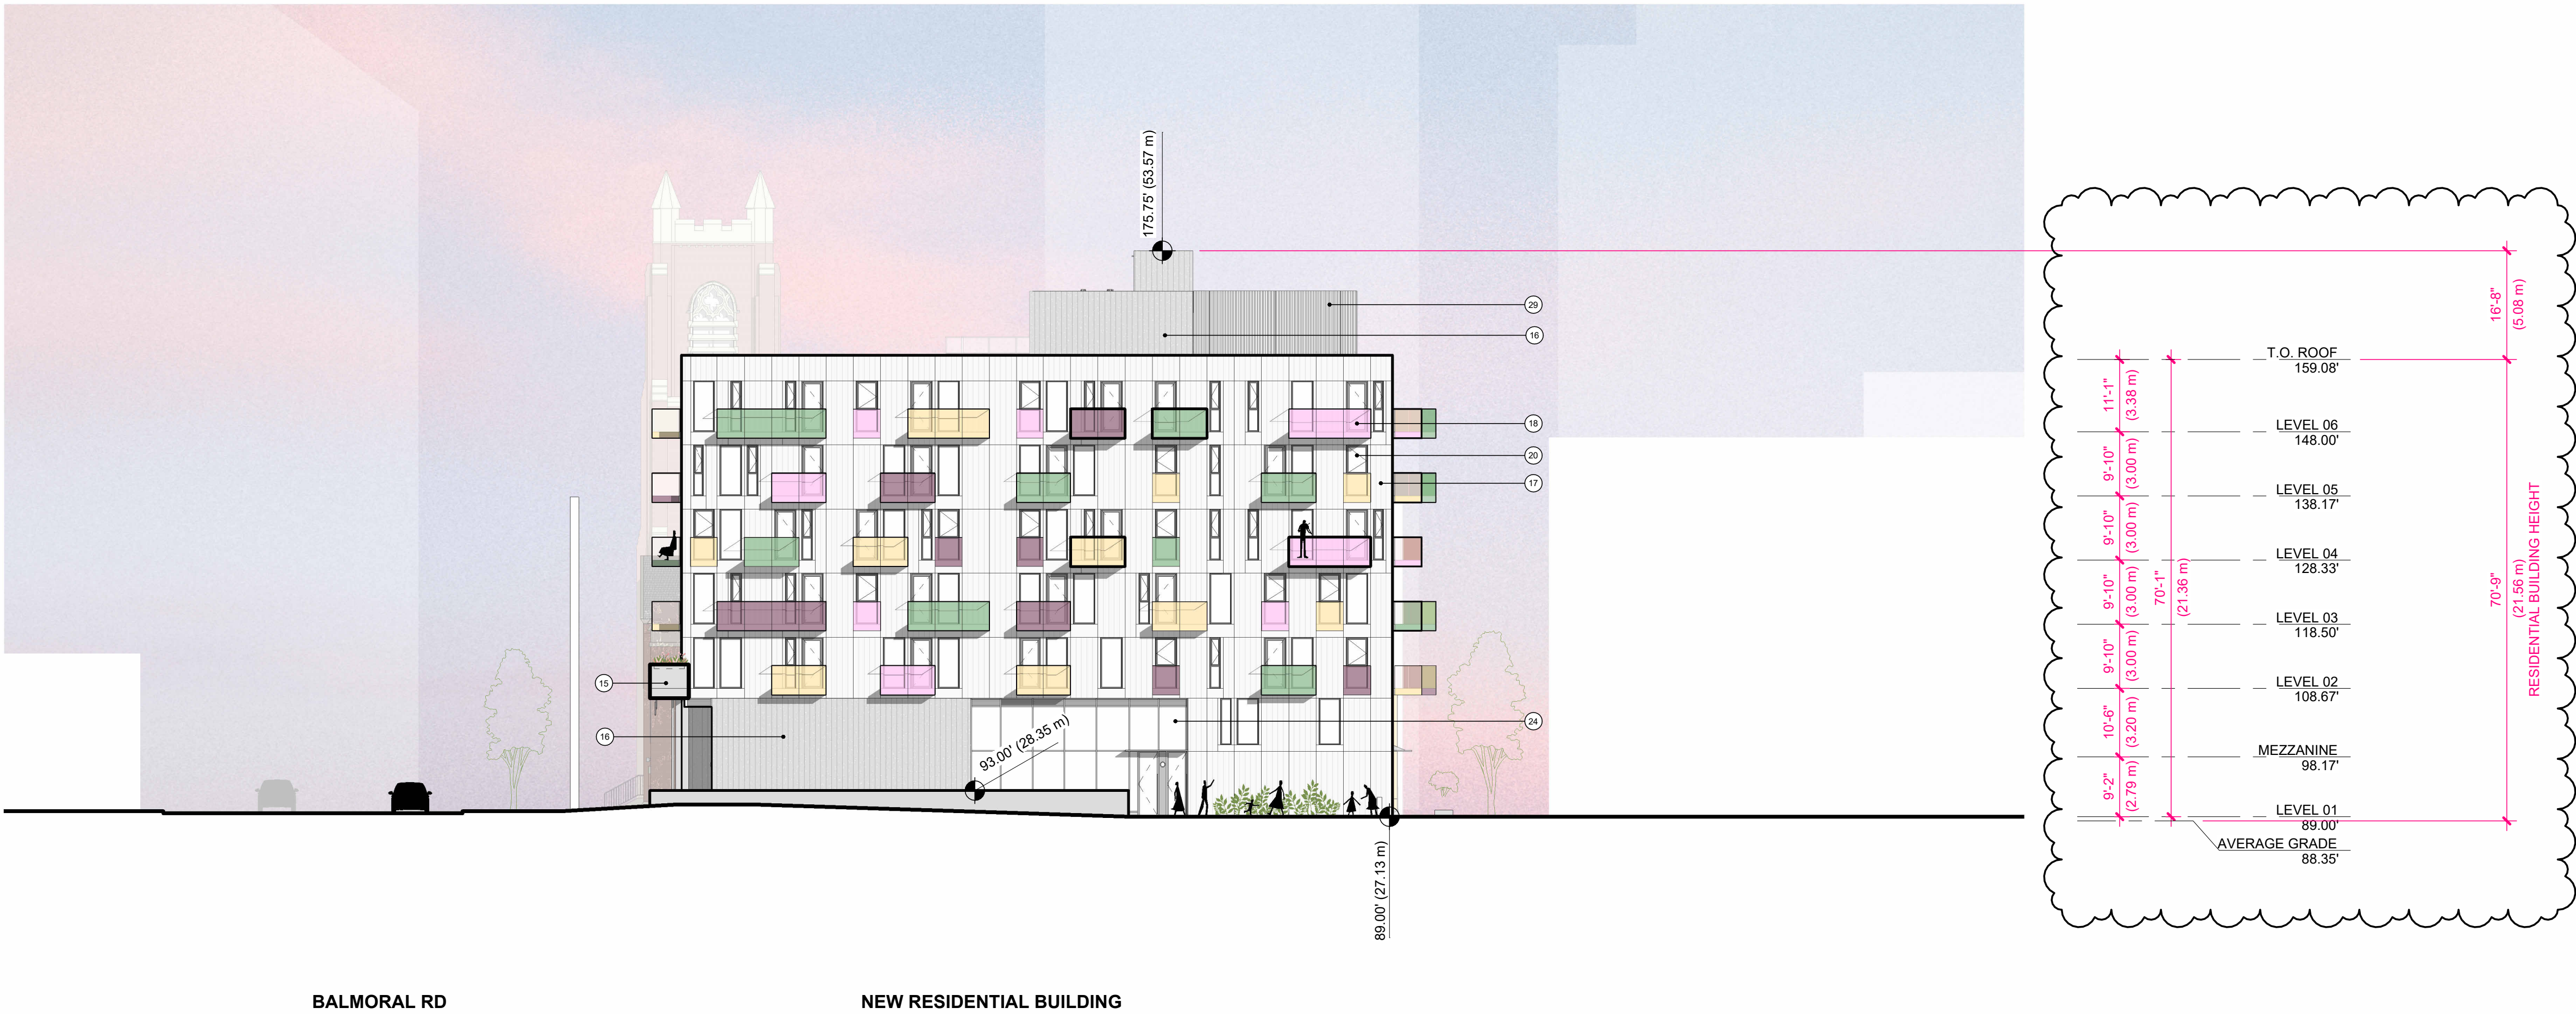 175.75' (53.57 m)
29
16
18
20
17
15
16
24
93.00' (28.35 m)
89.00' (27.13 m)
BALMORAL RD
NEW RESIDENTIAL BUILDING
16'-8"
(5.08 m)
T.O. ROOF
159.08'
11'-1"
(3.38 m)
LEVEL 06
148.00'
9'-10"
(3.00 m)
LEVEL 05
138.17'
9'-10"
(3.00 m)
LEVEL 04
128.33'
9'-10"
(3.00 m)
70'-1"
(21.36 m)
LEVEL 03
118.50'
9'-10"
(3.00 m)
LEVEL 02
108.67'
10'-6"
(3.20 m)
MEZZANINE
98.17'
9'-2"
(2.79 m)
LEVEL 01
89.00'
AVERAGE GRADE
88.35'
70'-9"
(21.56 m)
RESIDENTIAL BUILDING HEIGHT